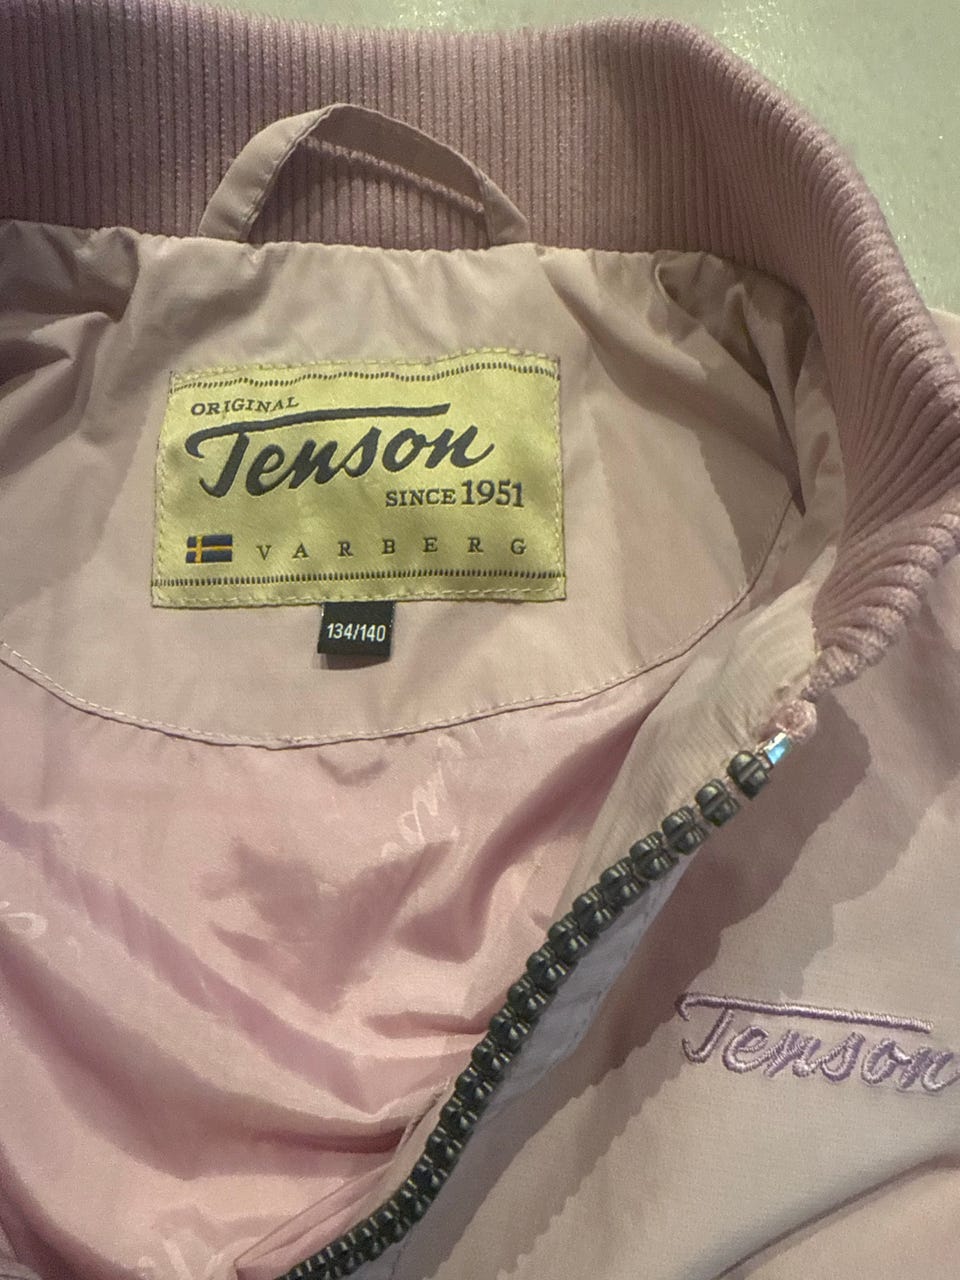 ORIGINAL
Tenson
SINCE 1951
VARBERG
134/140
Tenson